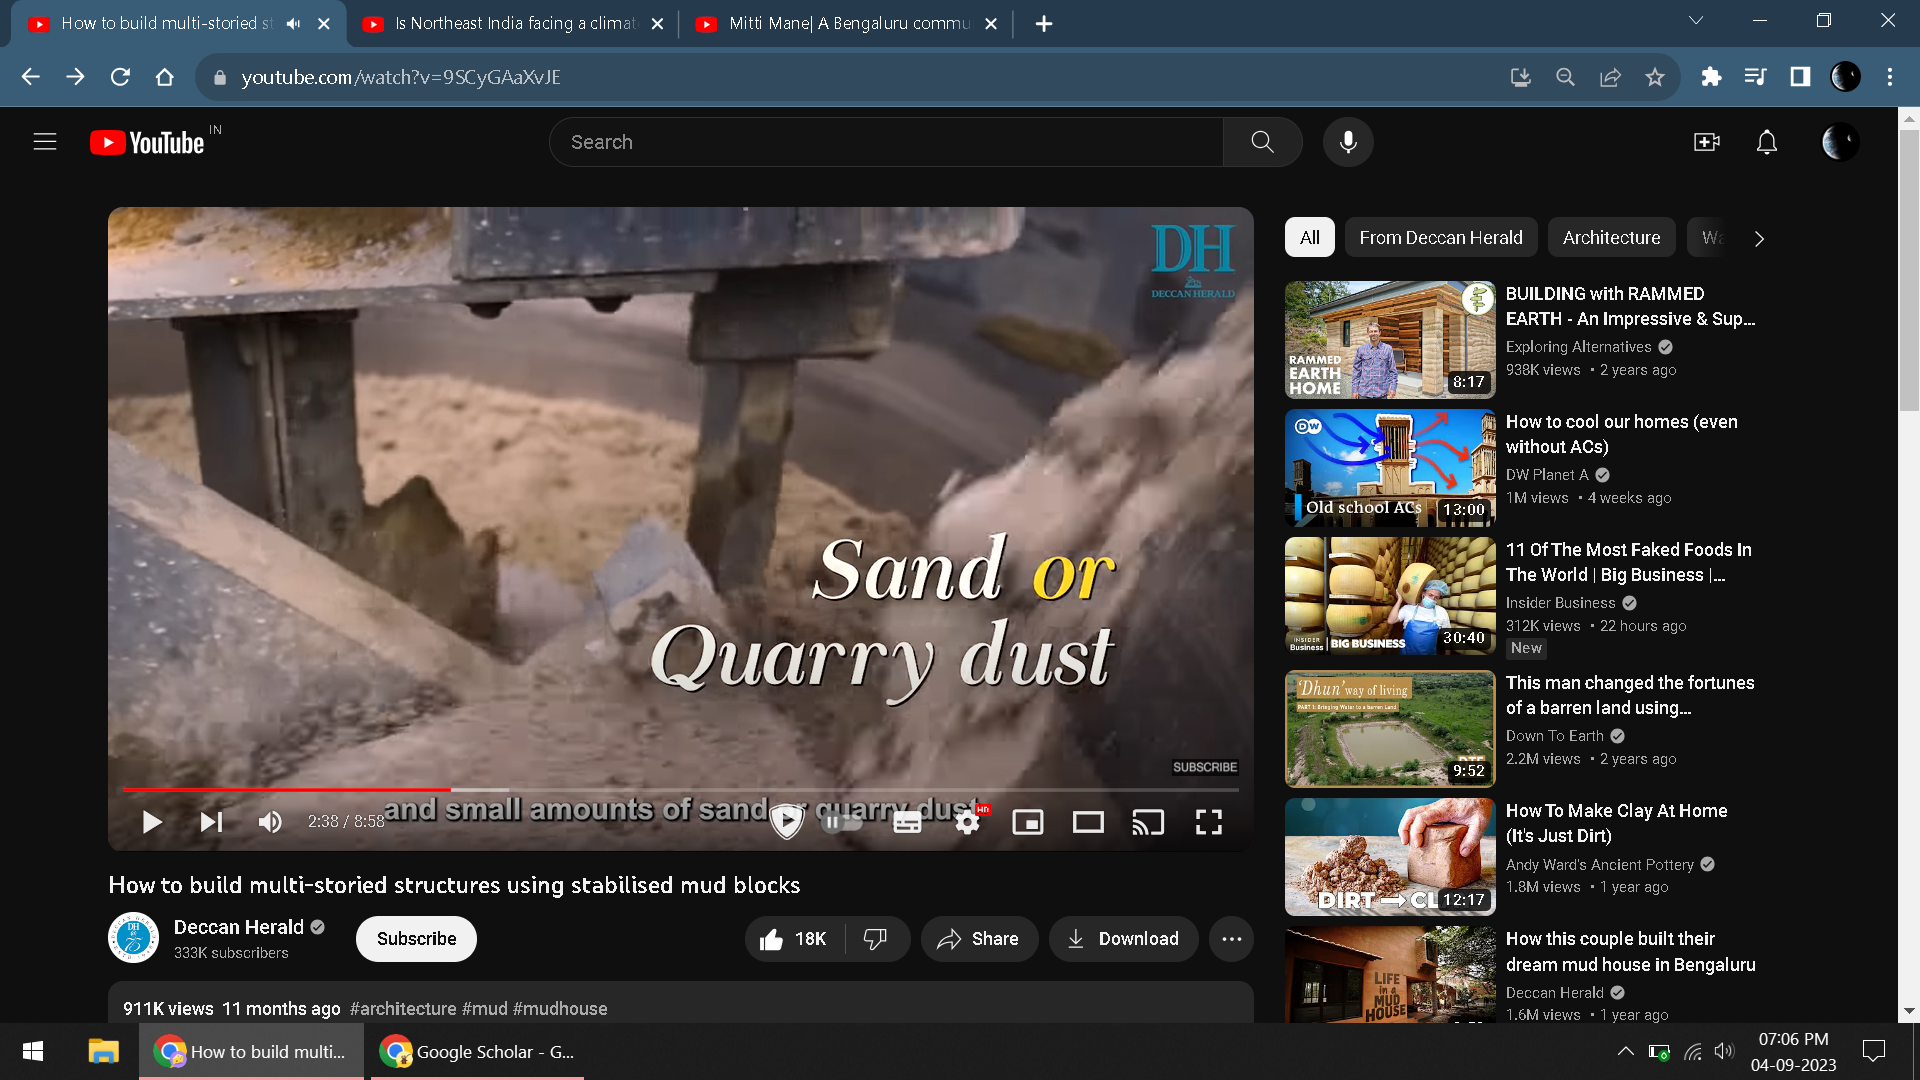 How to build multi-storied st
Is Northeast India facing a climat
Mitti Mane| A Bengaluru commu
youtube.com/watch?v=9SCyGAaXvJE
YouTube IN
Search
DH
DECCAN HERALD
Sand or
Quarry dust
SUBSCRIBE
and small amounts of sand or quarry dust
2:38 / 8:58
HD
How to build multi-storied structures using stabilised mud blocks
Deccan Herald
333K subscribers
Subscribe
18K
Share
Download
911K views 11 months ago #architecture #mud #mudhouse
All
From Deccan Herald
Architecture
Wa
RAMMED
EARTH
HOME
8:17
BUILDING with RAMMED
EARTH - An Impressive & Sup...
Exploring Alternatives
938K views • 2 years ago
DW
Old school ACs
13:00
How to cool our homes (even
without ACs)
DW Planet A
1M views • 4 weeks ago
INSIDER
Business | BIG BUSINESS
30:40
11 Of The Most Faked Foods In
The World | Big Business |...
Insider Business
312K views • 22 hours ago
New
'Dhun' way of living
PART 1: Bringing Water to a barren Land
DTE
9:52
This man changed the fortunes
of a barren land using...
Down To Earth
2.2M views • 2 years ago
DIRT → CL
12:17
How To Make Clay At Home
(It's Just Dirt)
Andy Ward's Ancient Pottery
1.8M views • 1 year ago
LIFE
in a
MUD
HOUSE
How this couple built their
dream mud house in Bengaluru
Deccan Herald
1.6M views • 1 year ago
How to build multi...
Google Scholar - G...
07:06 PM
04-09-2023